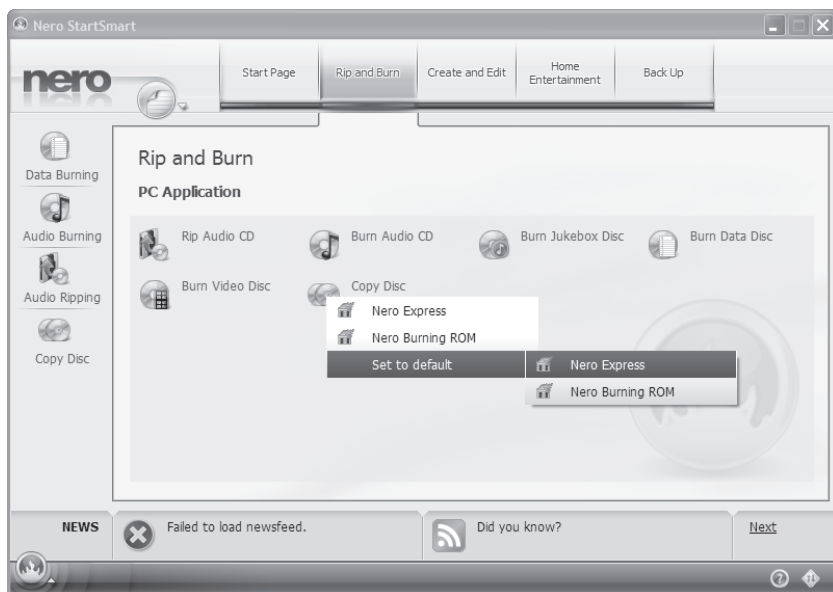 Nero StartSmart
nero
Start Page
Rip and Burn
Create and Edit
Home
Entertainment
Back Up
Data Burning
Audio Burning
Audio Ripping
Copy Disc
Rip and Burn
PC Application
Rip Audio CD
Burn Audio CD
Burn Jukebox Disc
Burn Data Disc
Burn Video Disc
Copy Disc
Nero Express
Nero Burning ROM
Set to default
Nero Express
Nero Burning ROM
NEWS
Failed to load newsfeed.
Did you know?
Next